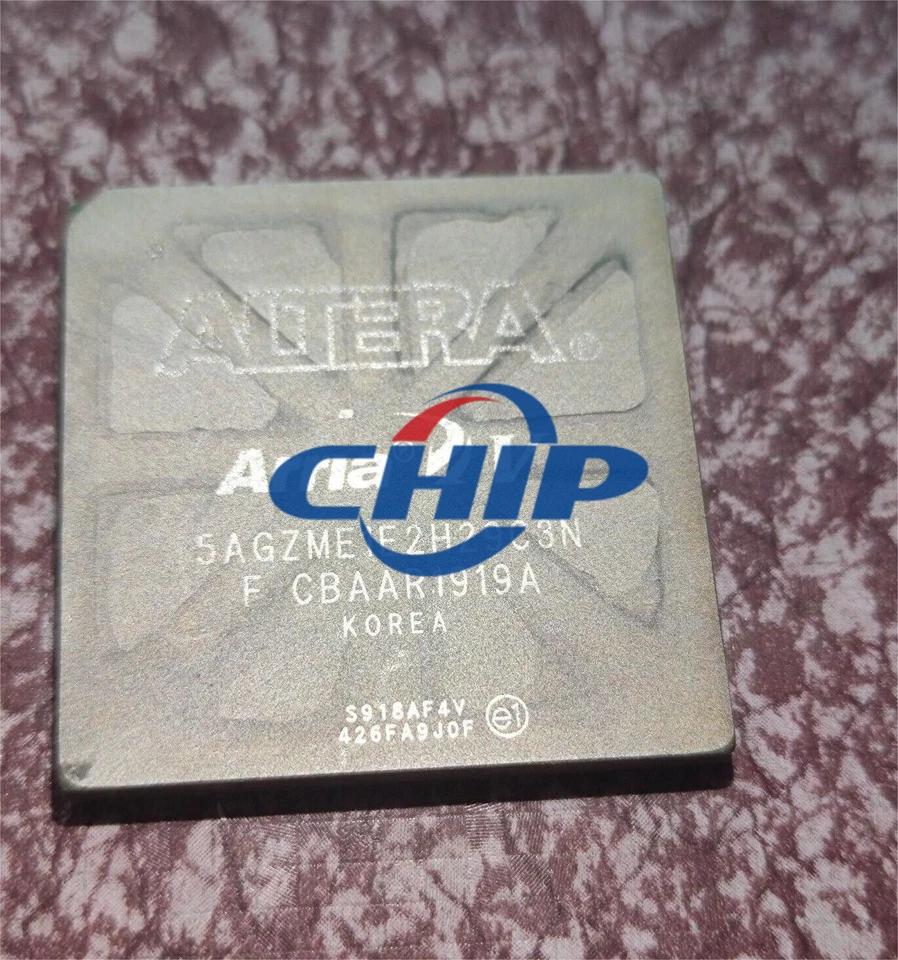 ALTERA®
CHIP
F CBAAR1919A
KOREA
S918AF4V
426FA9J0F e1